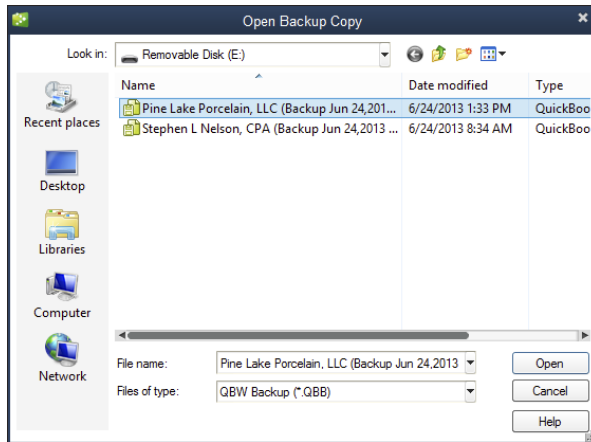 Open Backup Copy
Look in: Removable Disk (E:)
Name Date modified Type
Pine Lake Porcelain, LLC (Backup Jun 24,201... 6/24/2013 1:33 PM QuickBoo
Stephen L Nelson, CPA (Backup Jun 24,2013 ... 6/24/2013 8:34 AM QuickBoo
Recent places
Desktop
Libraries
Computer
Network
File name: Pine Lake Porcelain, LLC (Backup Jun 24,2013 Open
Files of type: QBW Backup (*.QBB) Cancel
Help